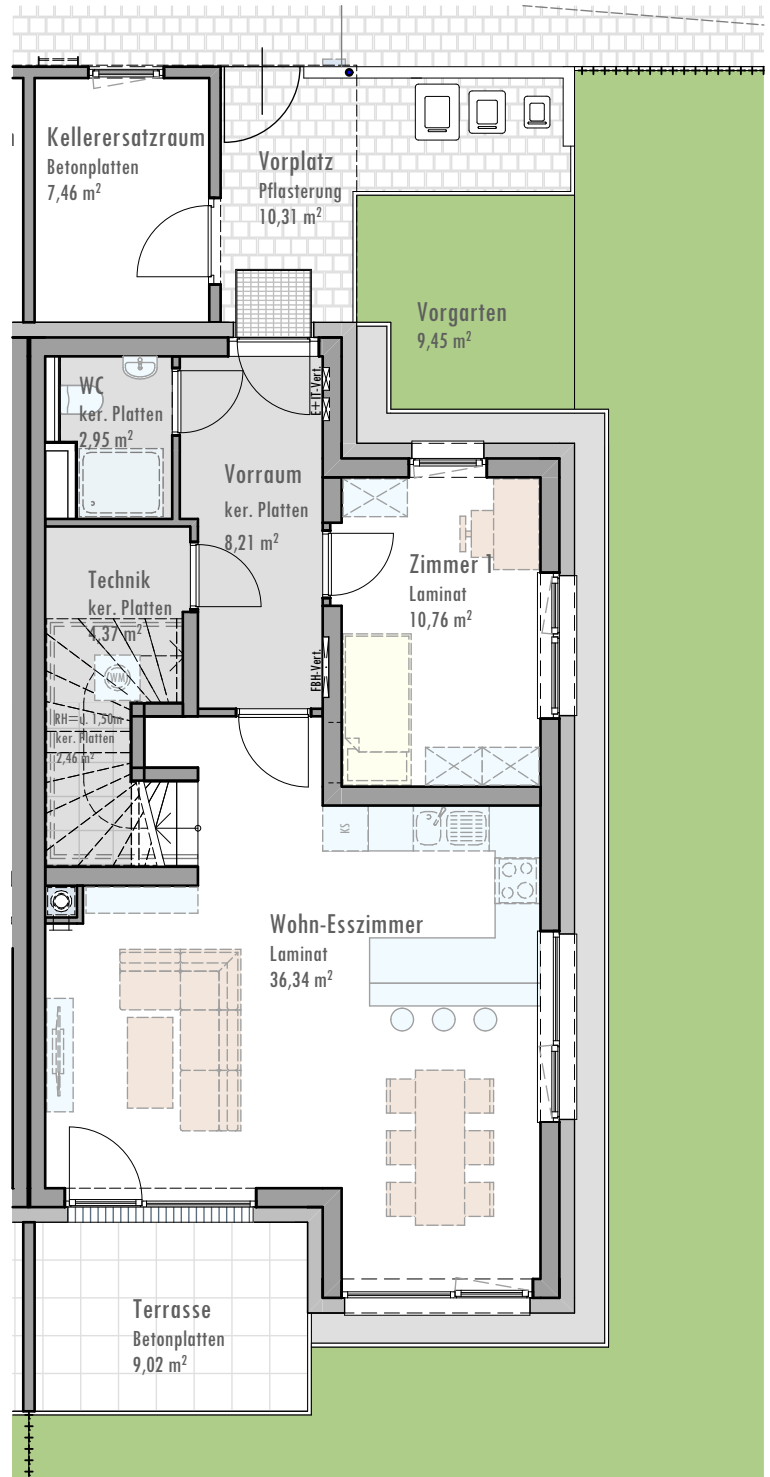 Kellerersatzraum
Betonplatten
7,46 m²
Vorplatz
Pflasterung
10,31 m²
Vorgarten
9,45 m²
WC
ker. Platten
2,95 m²
E+IT-Vert.
Vorraum
ker. Platten
8,21 m²
Technik
ker. Platten
4,37 m²
Zimmer 1
Laminat
10,76 m²
WM
FBH-Vert.
ker. Platten
2,46 m²
KS
Wohn-Esszimmer
Laminat
36,34 m²
Terrasse
Betonplatten
9,02 m²